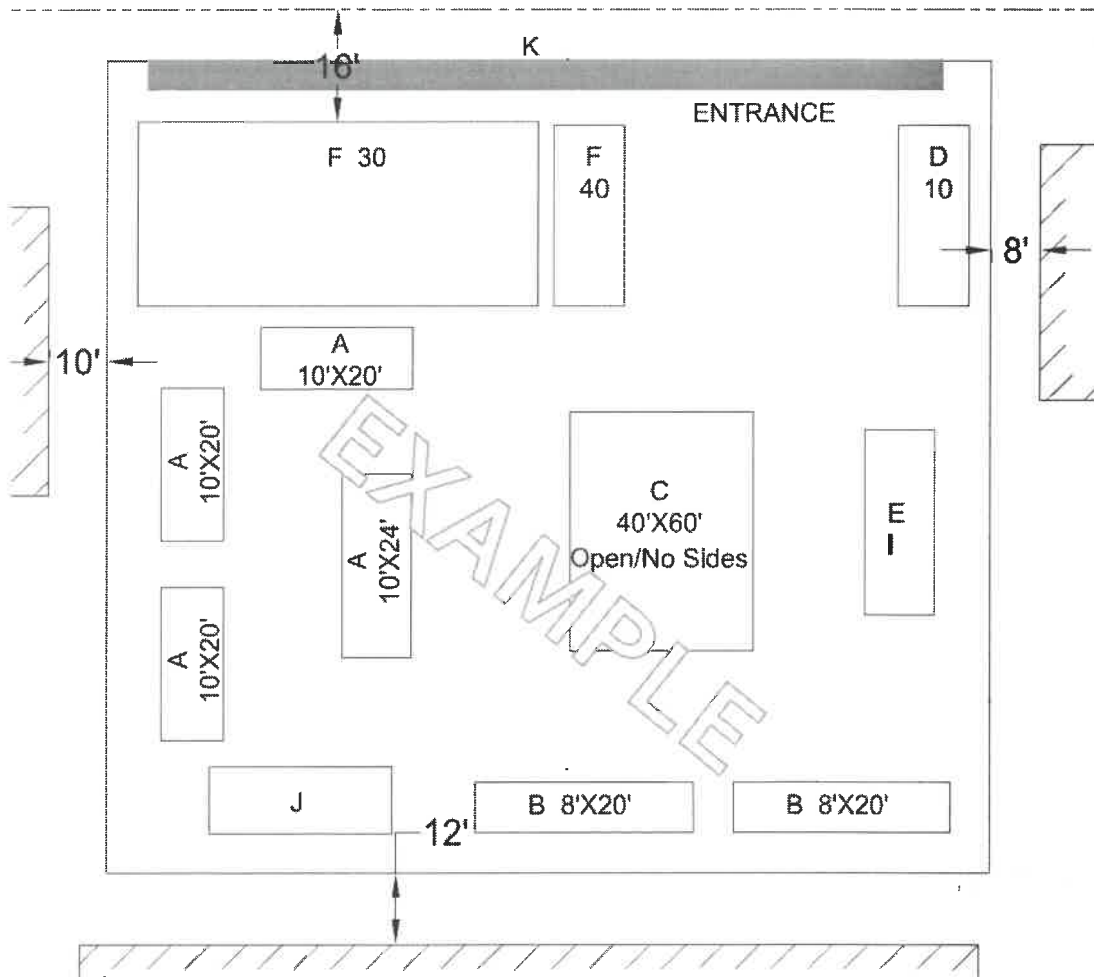 K
16'
ENTRANCE
F 30
F
40
D
10
8'
10'
A
10'X20'
A
10'X20'
A
10'X24'
C
40'X60'
Open/No Sides
E
I
EXAMPLE
A
10'X20'
J
B 8'X20'
B 8'X20'
12'